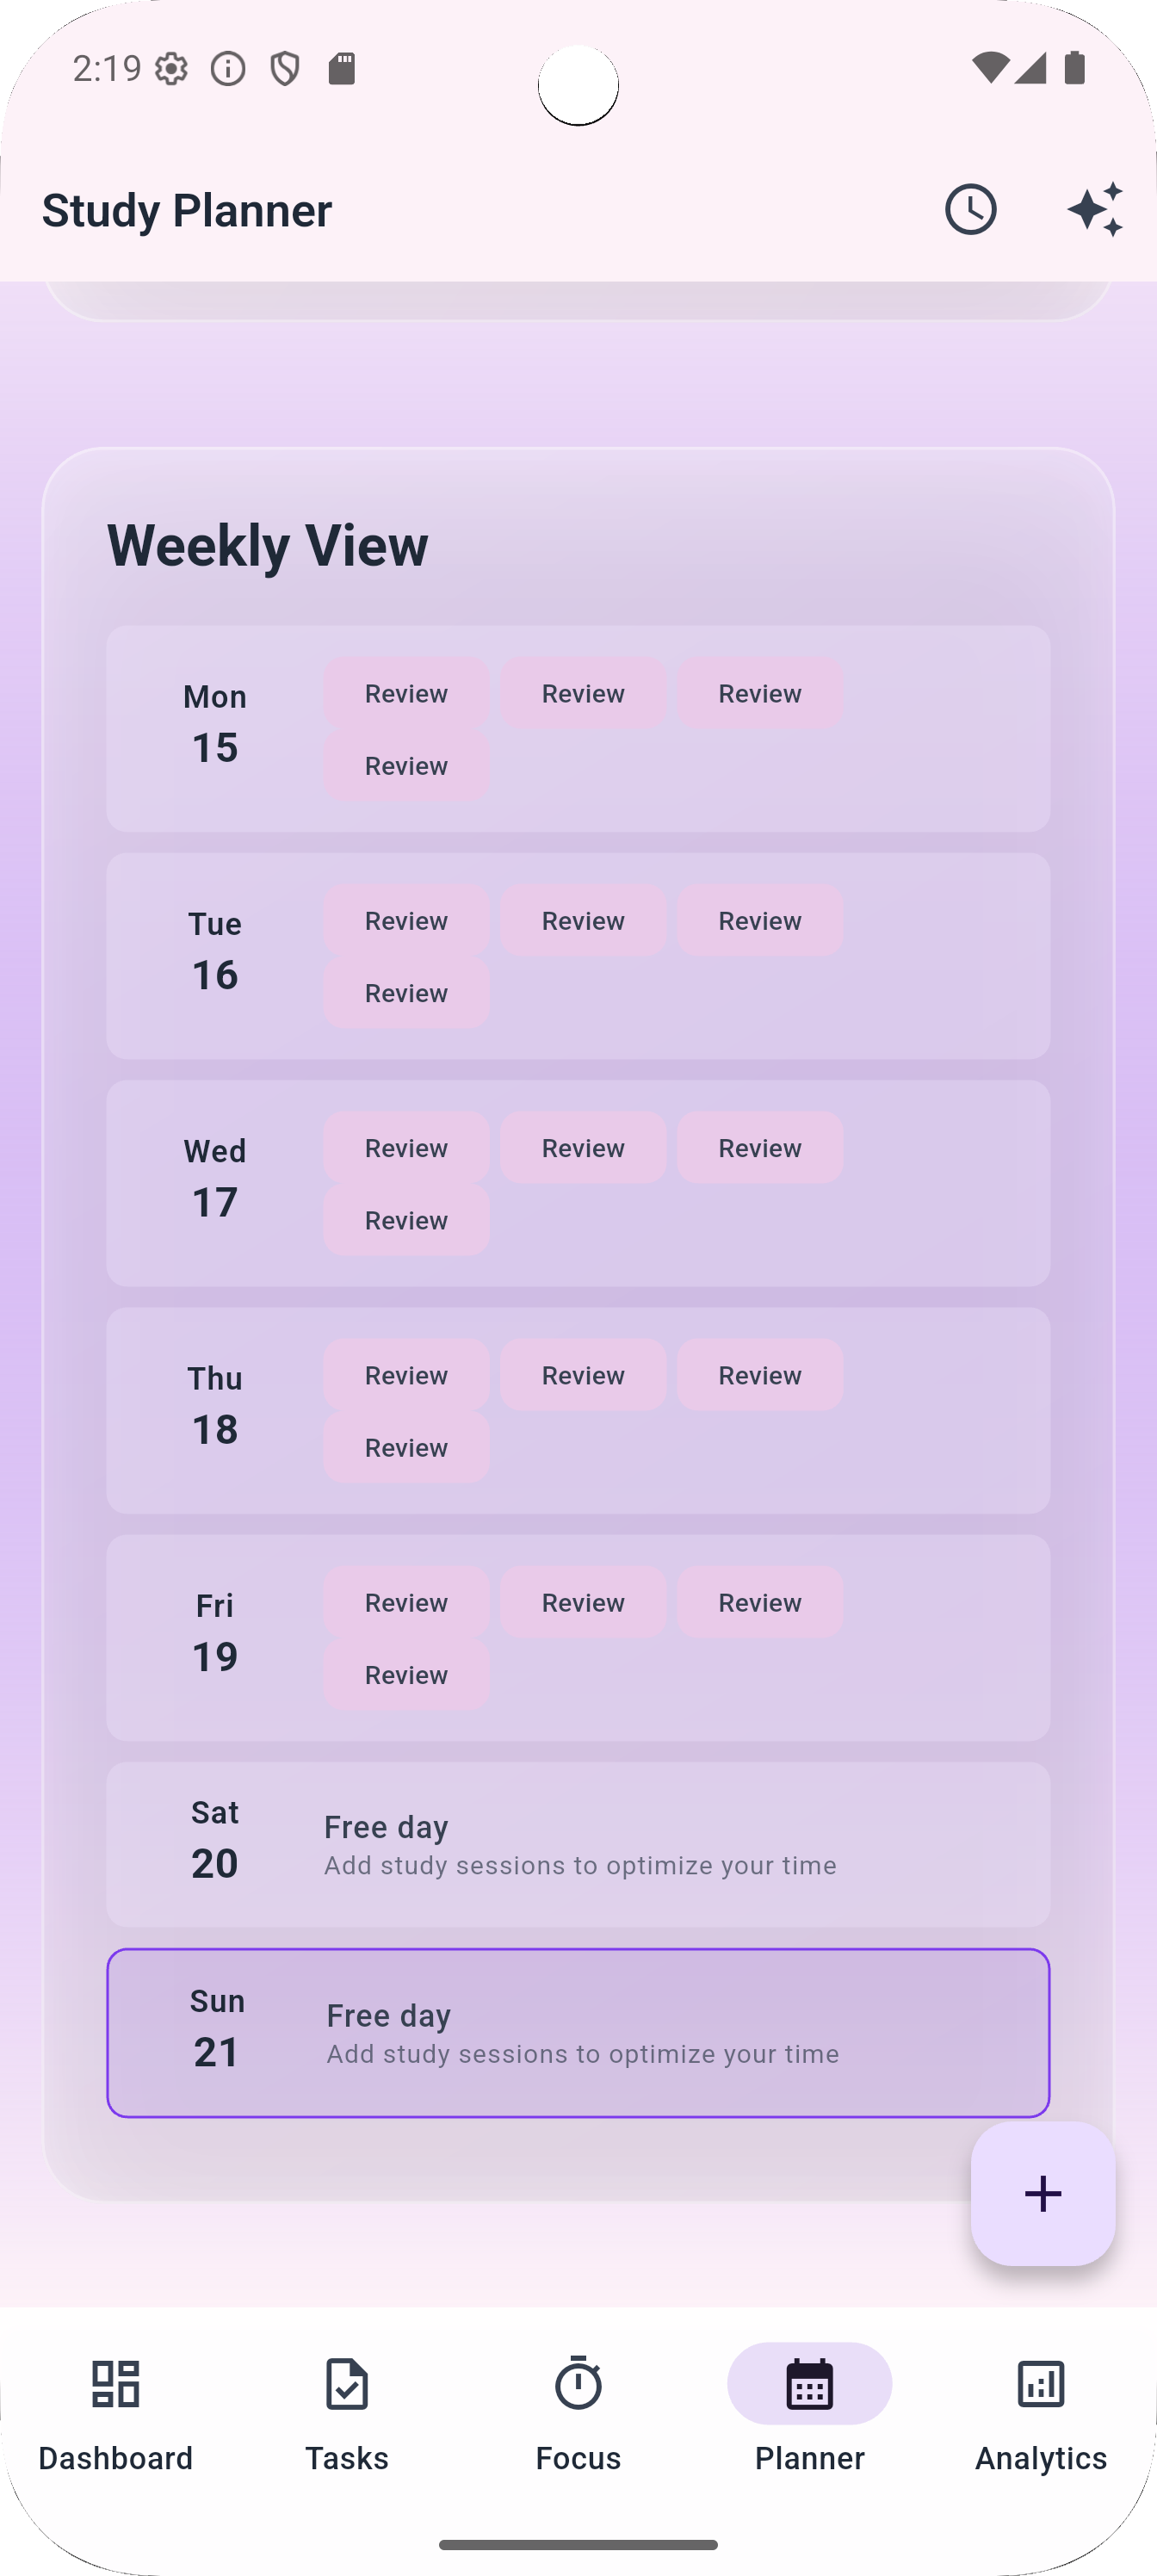 2:19
Study Planner
Weekly View
Mon
15
Review Review Review
Review
Tue
16
Review Review Review
Review
Wed
17
Review Review Review
Review
Thu
18
Review Review Review
Review
Fri
19
Review Review Review
Review
Sat
20
Free day
Add study sessions to optimize your time
Sun
21
Free day
Add study sessions to optimize your time
Dashboard Tasks Focus Planner Analytics